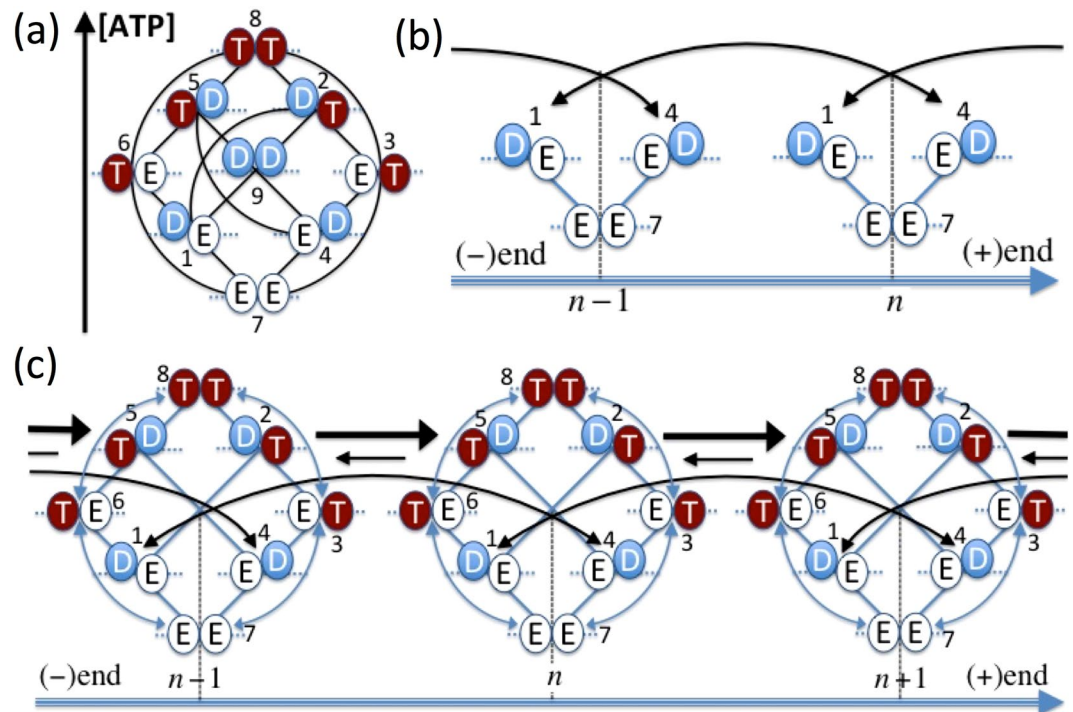 (a) [ATP]
8
T T
5 D D 2
T T
6 3
T E D D E T
9
D E E D
1 4
E E
7
(b)
1 4 1 4
D E E D D E E D
E E 7 E E 7
(-)end (+)end
n – 1 n
(c)
8 T T 8 T T 8 T T
5 D D 2 5 D D 2 5 D D 2
T T T T T T
T E 6 E T T E 6 E T T E 6 E T
1 4 3 1 4 3 1 4 3
D E E D D E E D D E E D
E E 7 E E 7 E E 7
(-)end n – 1 n n+1 (+)end